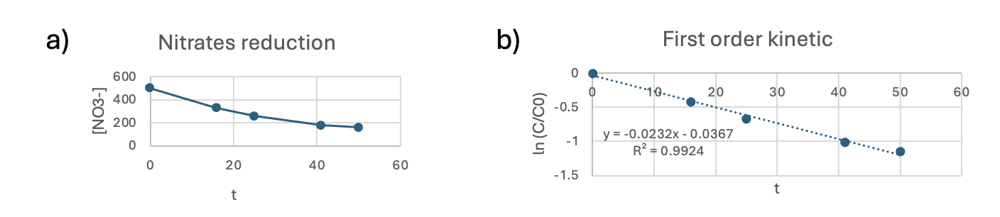 a)
Nitrates reduction
[NO3-]
600
400
200
0
0 20 40 60
t
b)
First order kinetic
ln (C/C0)
0
0 10 20 30 40 50 60
-0.5
y = -0.0232x - 0.0367
-1
R² = 0.9924
-1.5
t